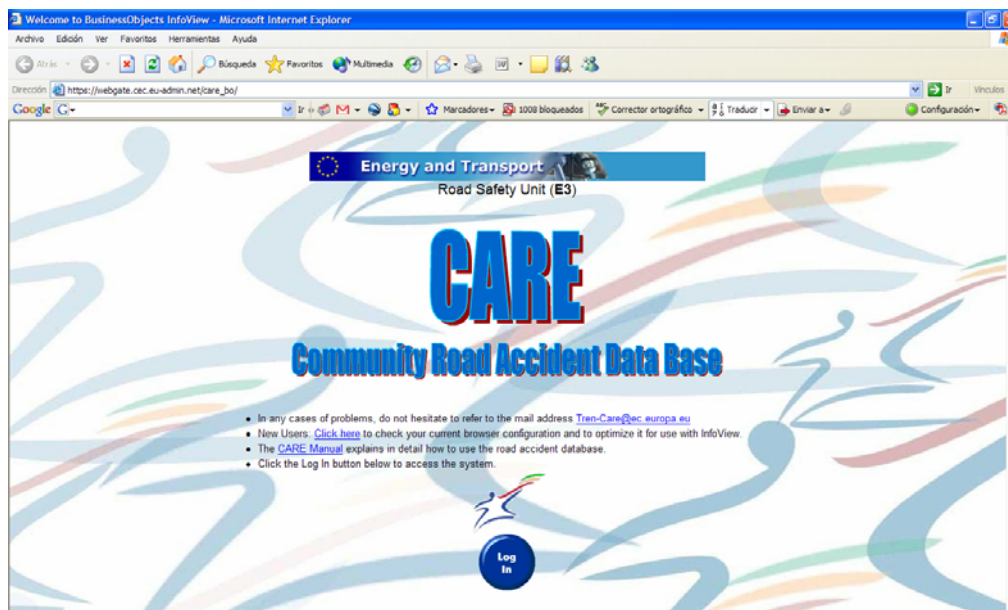 Welcome to BusinessObjects InfoView - Microsoft Internet Explorer
Archivo Edición Ver Favoritos Herramientas Ayuda
Atrás Búsqueda Favoritos Multimedia
Dirección https://webgate.cec.eu-admin.net/care_bo/ Ir Vínculos
Google G Ir Marcadores 1008 bloqueados Corrector ortográfico Traducir Enviar a Configuración
Energy and Transport
Road Safety Unit (E3)
CARE
Community Road Accident Data Base
• In any cases of problems, do not hesitate to refer to the mail address Tren-Care@ec.europa.eu
• New Users: Click here to check your current browser configuration and to optimize it for use with InfoView.
• The CARE Manual explains in detail how to use the road accident database.
• Click the Log In button below to access the system.
Log
In